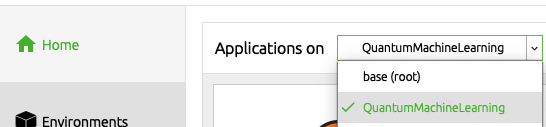 Home
Applications on QuantumMachineLearning
base (root)
QuantumMachineLearning
Environments